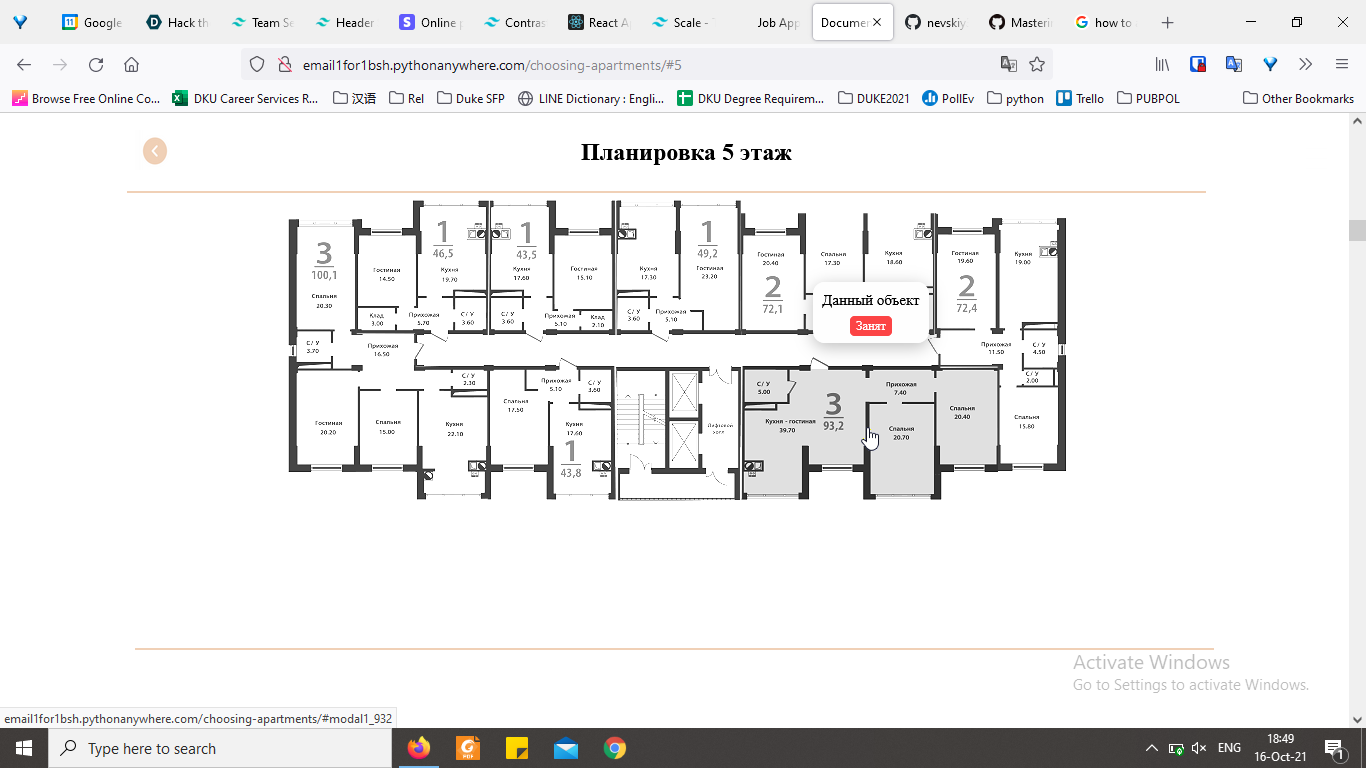 Google
Hack th
Team Se
Header
Online p
Contras
React Ap
Scale -
Job App
Documen
nevskiy
Masteri
how to
email1for1bsh.pythonanywhere.com/choosing-apartments/#5
Browse Free Online Co...
DKU Career Services R...
汉语
Rel
Duke SFP
LINE Dictionary : Engli...
DKU Degree Requirem...
DUKE2021
PollEv
python
Trello
PUBPOL
Other Bookmarks
Планировка 5 этаж
3
100,1
Спальня
20.30
Гостиная
14.50
1
46,5
Кухня
19.70
1
43,5
Кухня
17.60
Гостиная
15.10
Кухня
17.30
1
49,2
Гостиная
23.20
Гостиная
20.40
2
72,1
Спальня
17.30
Кухня
18.60
Гостиная
19.60
2
72,4
Кухня
19.00
Клад
3.00
Прихожая
5.70
С/У
3.60
С/У
3.60
Прихожая
5.10
Клад
2.10
С/У
3.60
Прихожая
5.10
Данный объект
Занят
С/У
3.70
Прихожая
16.50
Прихожая
11.50
С/У
4.50
С/У
2.30
Прихожая
5.10
С/У
3.60
С/У
5.00
Прихожая
7.40
С/У
2.00
Гостиная
20.20
Спальня
15.00
Кухня
22.10
Спальня
17.50
Кухня
17.60
1
43,8
Лифтовой
холл
Кухня - гостиная
39.70
3
93,2
Спальня
20.70
Спальня
20.40
Спальня
15.80
Activate Windows
Go to Settings to activate Windows.
email1for1bsh.pythonanywhere.com/choosing-apartments/#modal1_932
Type here to search
ENG
18:49
16-Oct-21
1